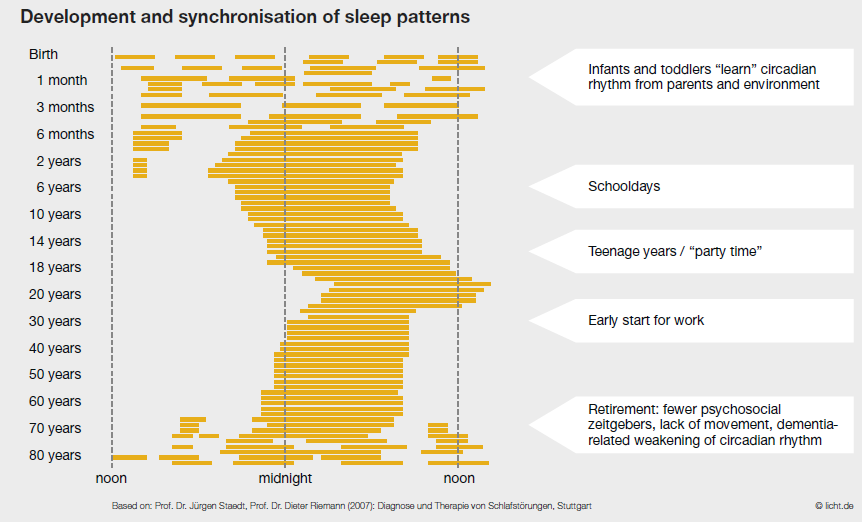 Development and synchronisation of sleep patterns
Birth
1 month
3 months
6 months
2 years
6 years
10 years
14 years
18 years
20 years
30 years
40 years
50 years
60 years
70 years
80 years
noon
midnight
noon
Infants and toddlers “learn” circadian
rhythm from parents and environment
Schooldays
Teenage years / “party time”
Early start for work
Retirement: fewer psychosocial
zeitgebers, lack of movement, dementia-
related weakening of circadian rhythm
Based on: Prof. Dr. Jürgen Staedt, Prof. Dr. Dieter Riemann (2007): Diagnose und Therapie von Schlafstörungen, Stuttgart
© licht.de